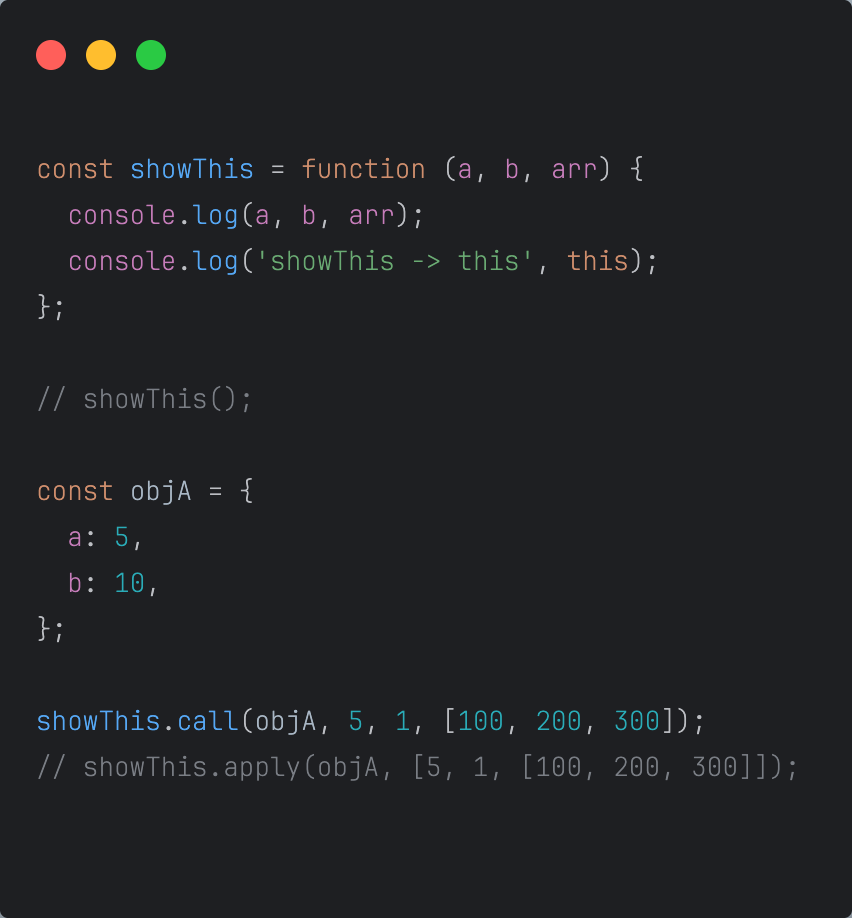 const showThis = function (a, b, arr) {
  console.log(a, b, arr);
  console.log('showThis -> this', this);
};
// showThis();
const objA = {
  a: 5,
  b: 10,
};
showThis.call(objA, 5, 1, [100, 200, 300]);
// showThis.apply(objA, [5, 1, [100, 200, 300]]);